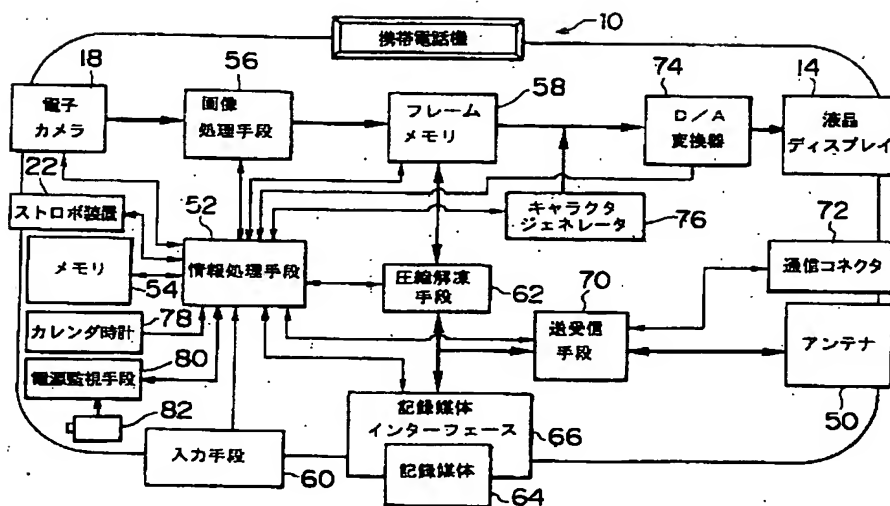 携帯電話機
10
18
電子
カメラ
56
画像
処理手段
58
フレーム
メモリ
74
D/A
変換器
14
液晶
ディスプレイ
22
ストロボ装置
52
情報処理手段
キャラクタ
ジェネレータ
76
72
通信コネクタ
メモリ
54
圧縮解凍
手段
62
70
送受信
手段
カレンダ時計
78
アンテナ
50
電源監視手段
80
82
入力手段
60
記録媒体
インターフェース
66
記録媒体
64